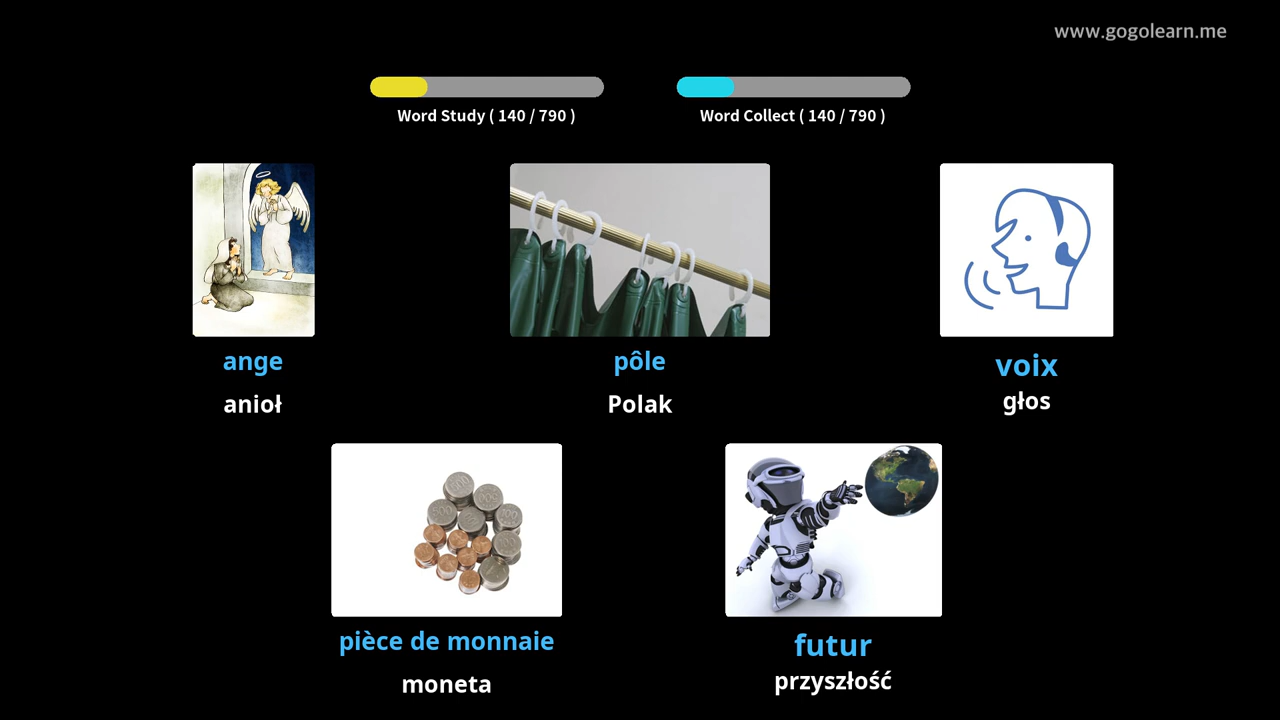 www.gogolearn.me
Word Study ( 140 / 790 )
Word Collect ( 140 / 790 )
ange
anioł
pôle
Polak
voix
głos
pièce de monnaie
moneta
futur
przyszłość